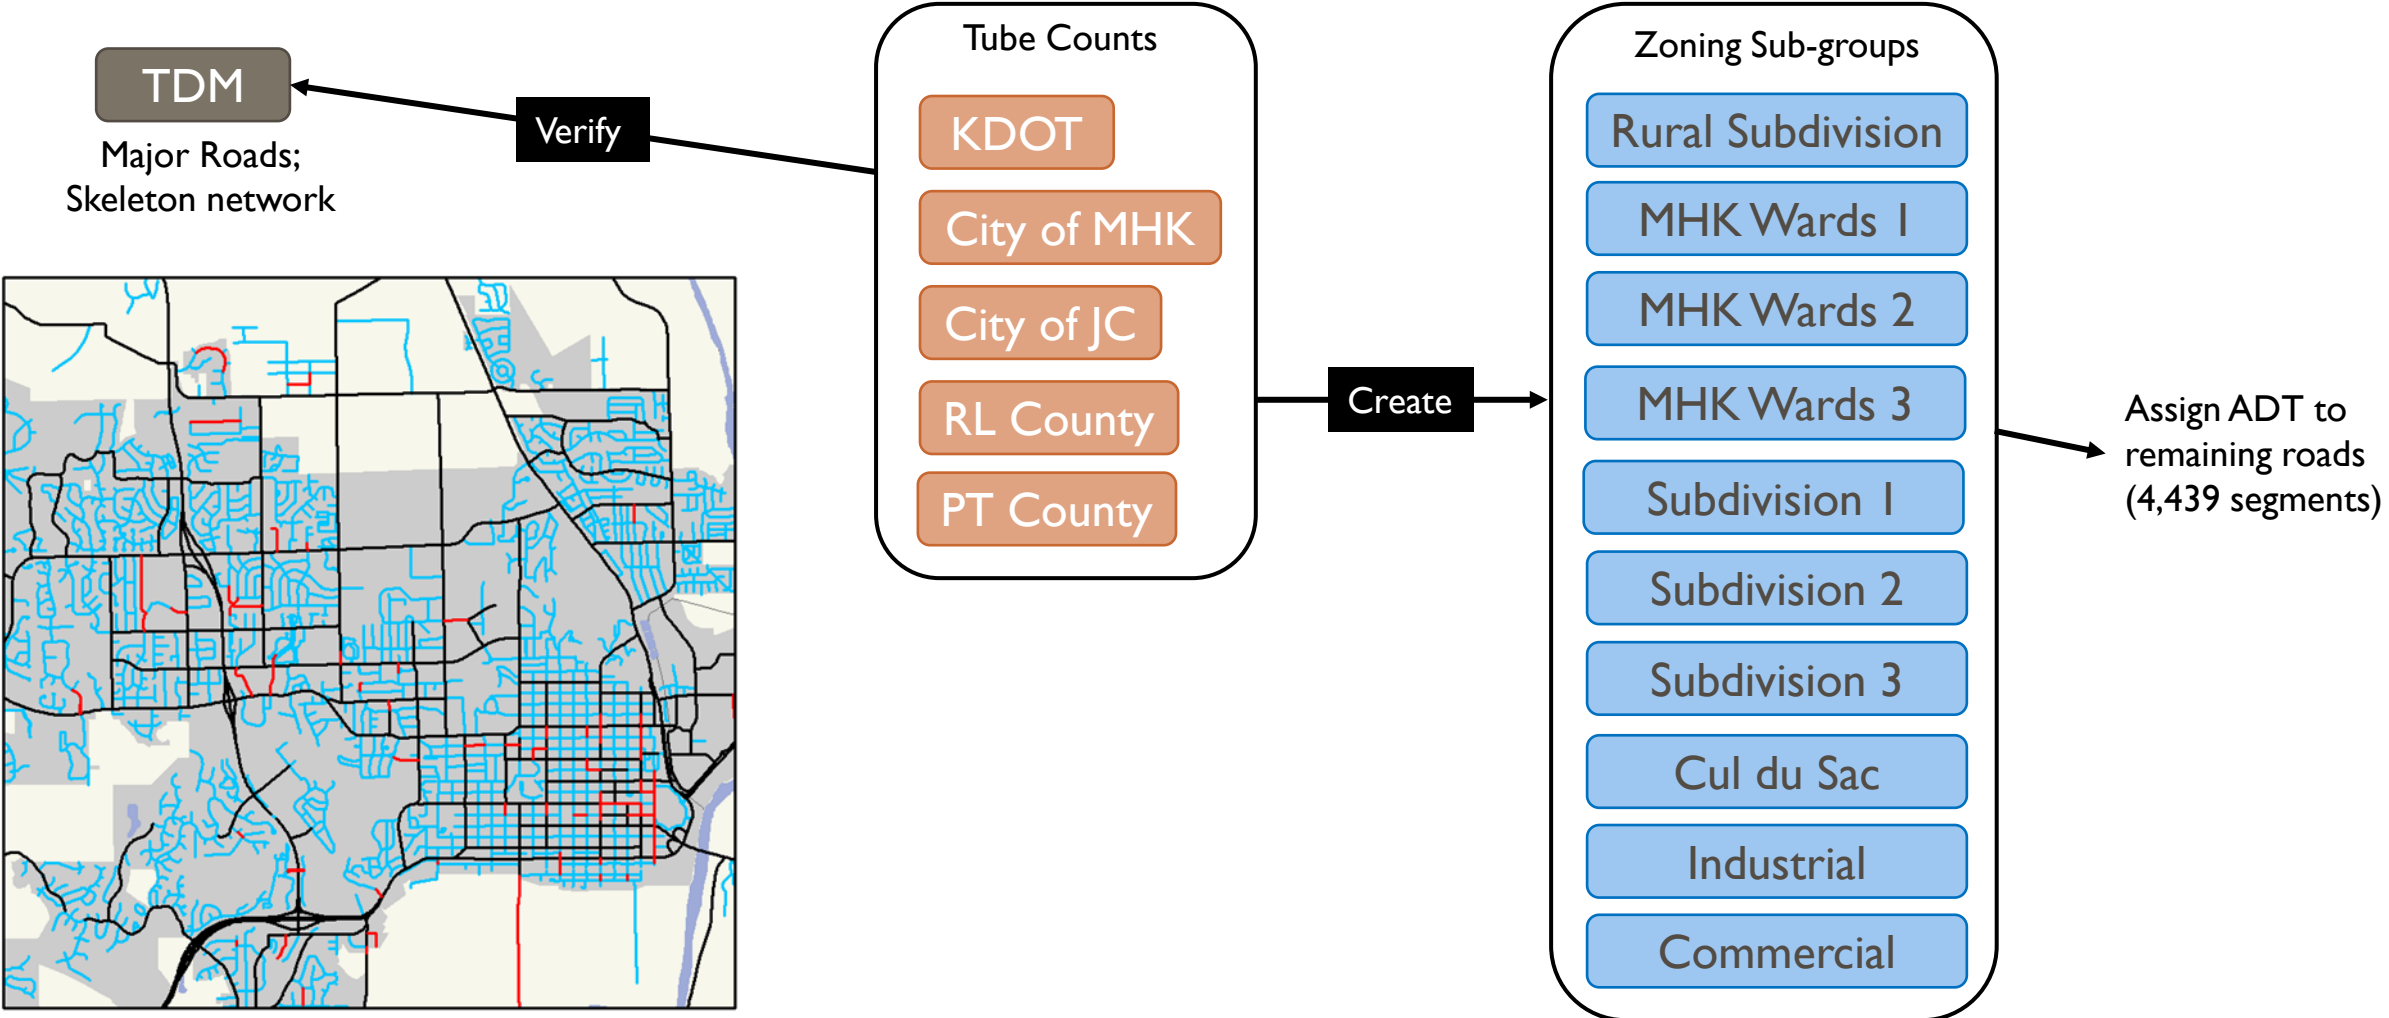 TDM
Major Roads;
Skeleton network
Verify
Tube Counts
KDOT
City of MHK
City of JC
RL County
PT County
Create
Zoning Sub-groups
Rural Subdivision
MHK Wards 1
MHK Wards 2
MHK Wards 3
Subdivision 1
Subdivision 2
Subdivision 3
Cul du Sac
Industrial
Commercial
Assign ADT to
remaining roads
(4,439 segments)